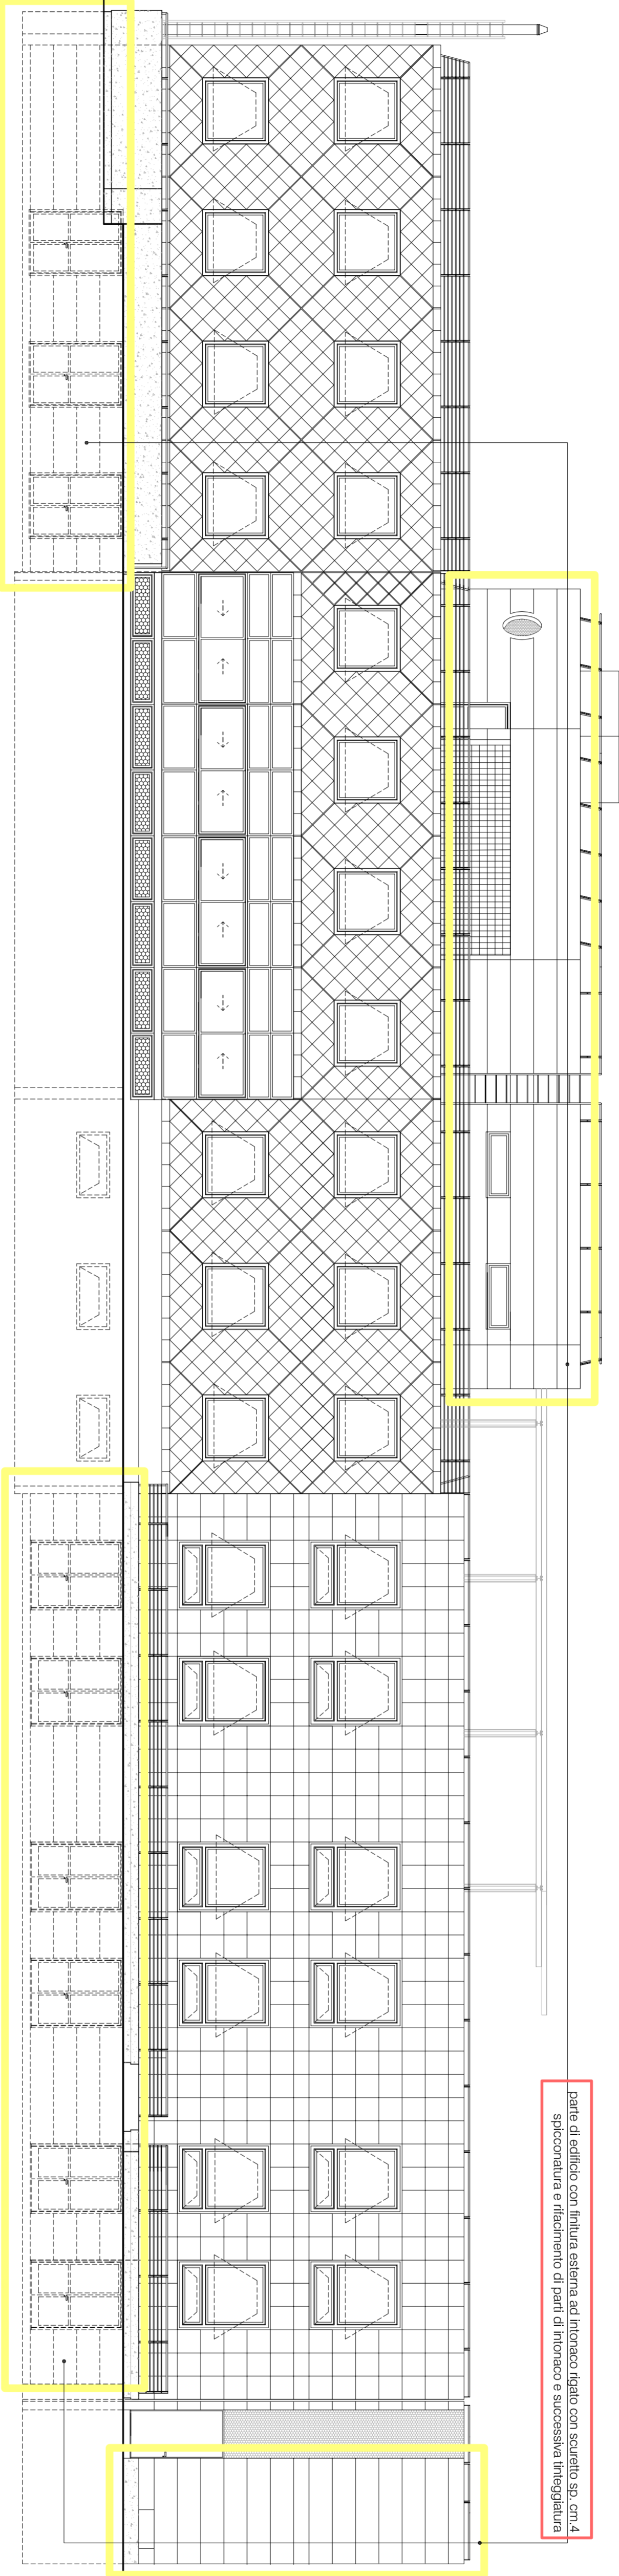 parte di edificio con finitura esterna ad intonaco rigato con scuretto sp. cm.4
spicconatura e rifacimento di parti di intonaco e successiva tinteggiatura